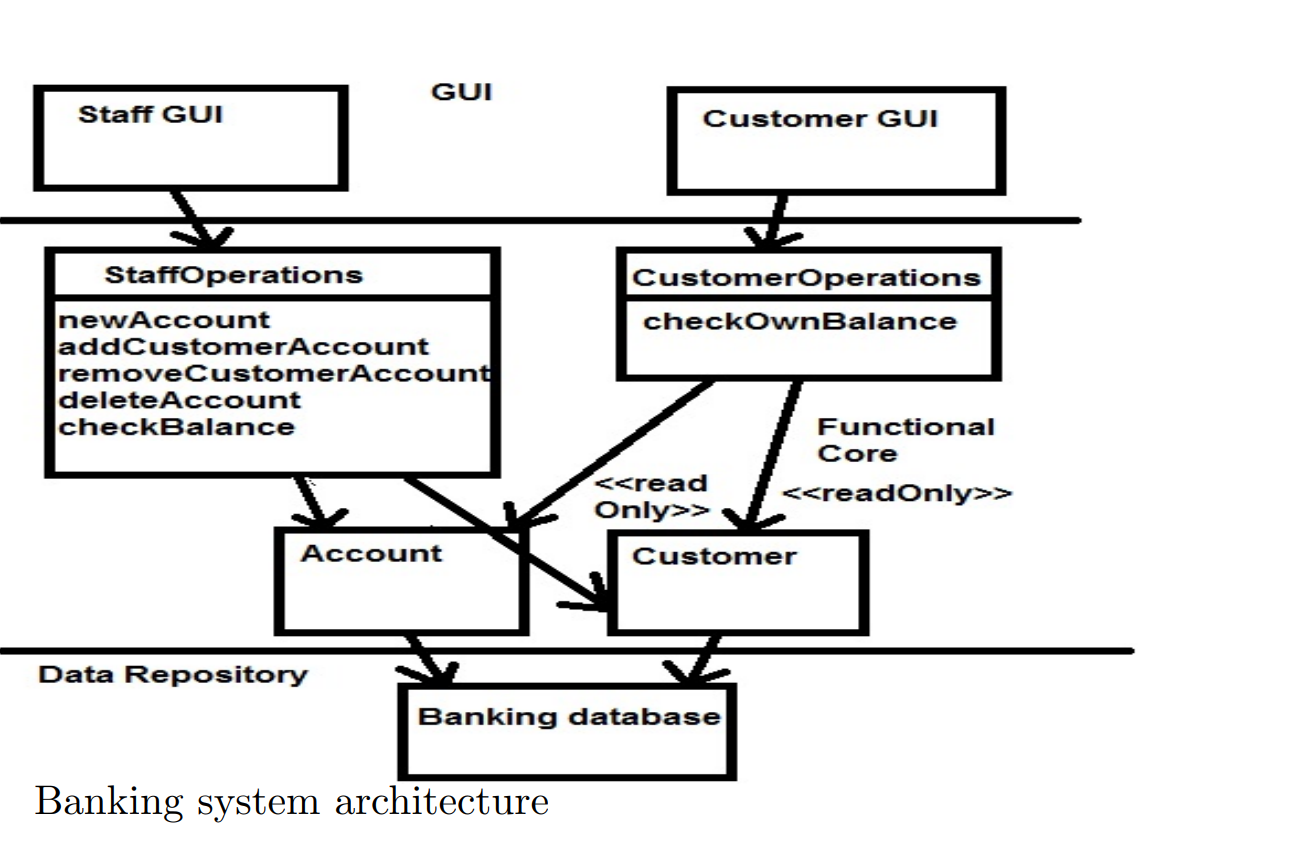 GUI
Staff GUI
Customer GUI
StaffOperations
newAccount
addCustomerAccount
removeCustomerAccount
deleteAccount
checkBalance
CustomerOperations
checkOwnBalance
Functional
Core
<<read
Only>>
<<readOnly>>
Account
Customer
Data Repository
Banking database
Banking system architecture